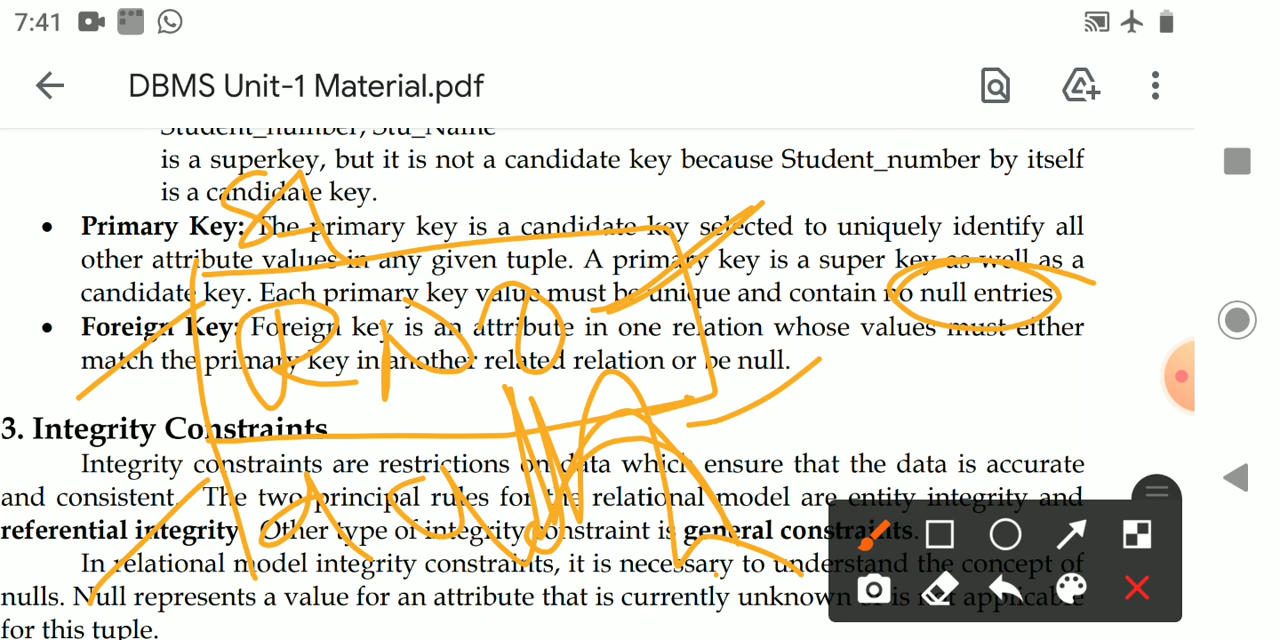 7:41
DBMS Unit-1 Material.pdf
Student_number, Stu_Name
is a superkey, but it is not a candidate key because Student_number by itself
is a candidate key.
• Primary Key: The primary key is a candidate key selected to uniquely identify all
other attribute values in any given tuple. A primary key is a super key as well as a
candidate key. Each primary key value must be unique and contain no null entries.
• Foreign Key: Foreign key is an attribute in one relation whose values must either
match the primary key in another related relation or be null.
3. Integrity Constraints
Integrity constraints are restrictions on data which ensure that the data is accurate
and consistent. The two principal rules for the relational model are entity integrity and
referential integrity. Other type of integrity constraint is general constraints.
In relational model integrity constraints, it is necessary to understand the concept of
nulls. Null represents a value for an attribute that is currently unknown or is not applicable
for this tuple.